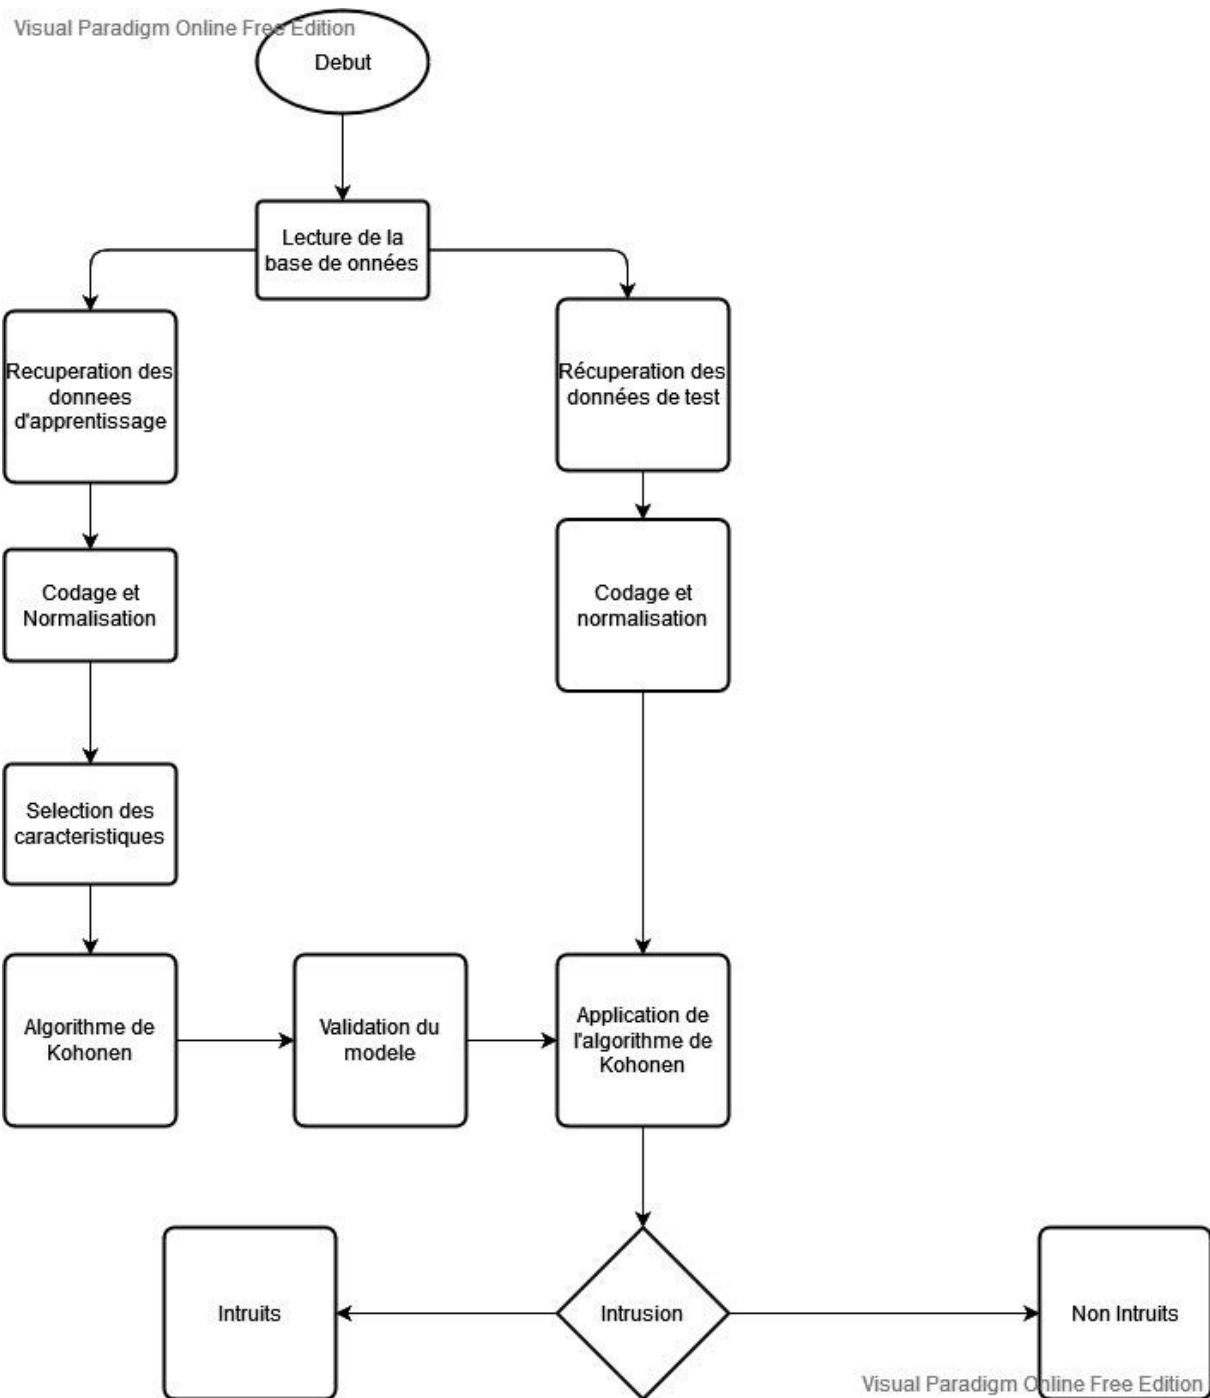 Visual Paradigm Online Free Edition
Debut
Lecture de la
base de onnées
Recuperation des
donnees
d'apprentissage
Récuperation des
données de test
Codage et
Normalisation
Codage et
normalisation
Selection des
caracteristiques
Algorithme de
Kohonen
Validation du
modele
Application de
l'algorithme de
Kohonen
Intruits
Intrusion
Non Intruits
Visual Paradigm Online Free Edition